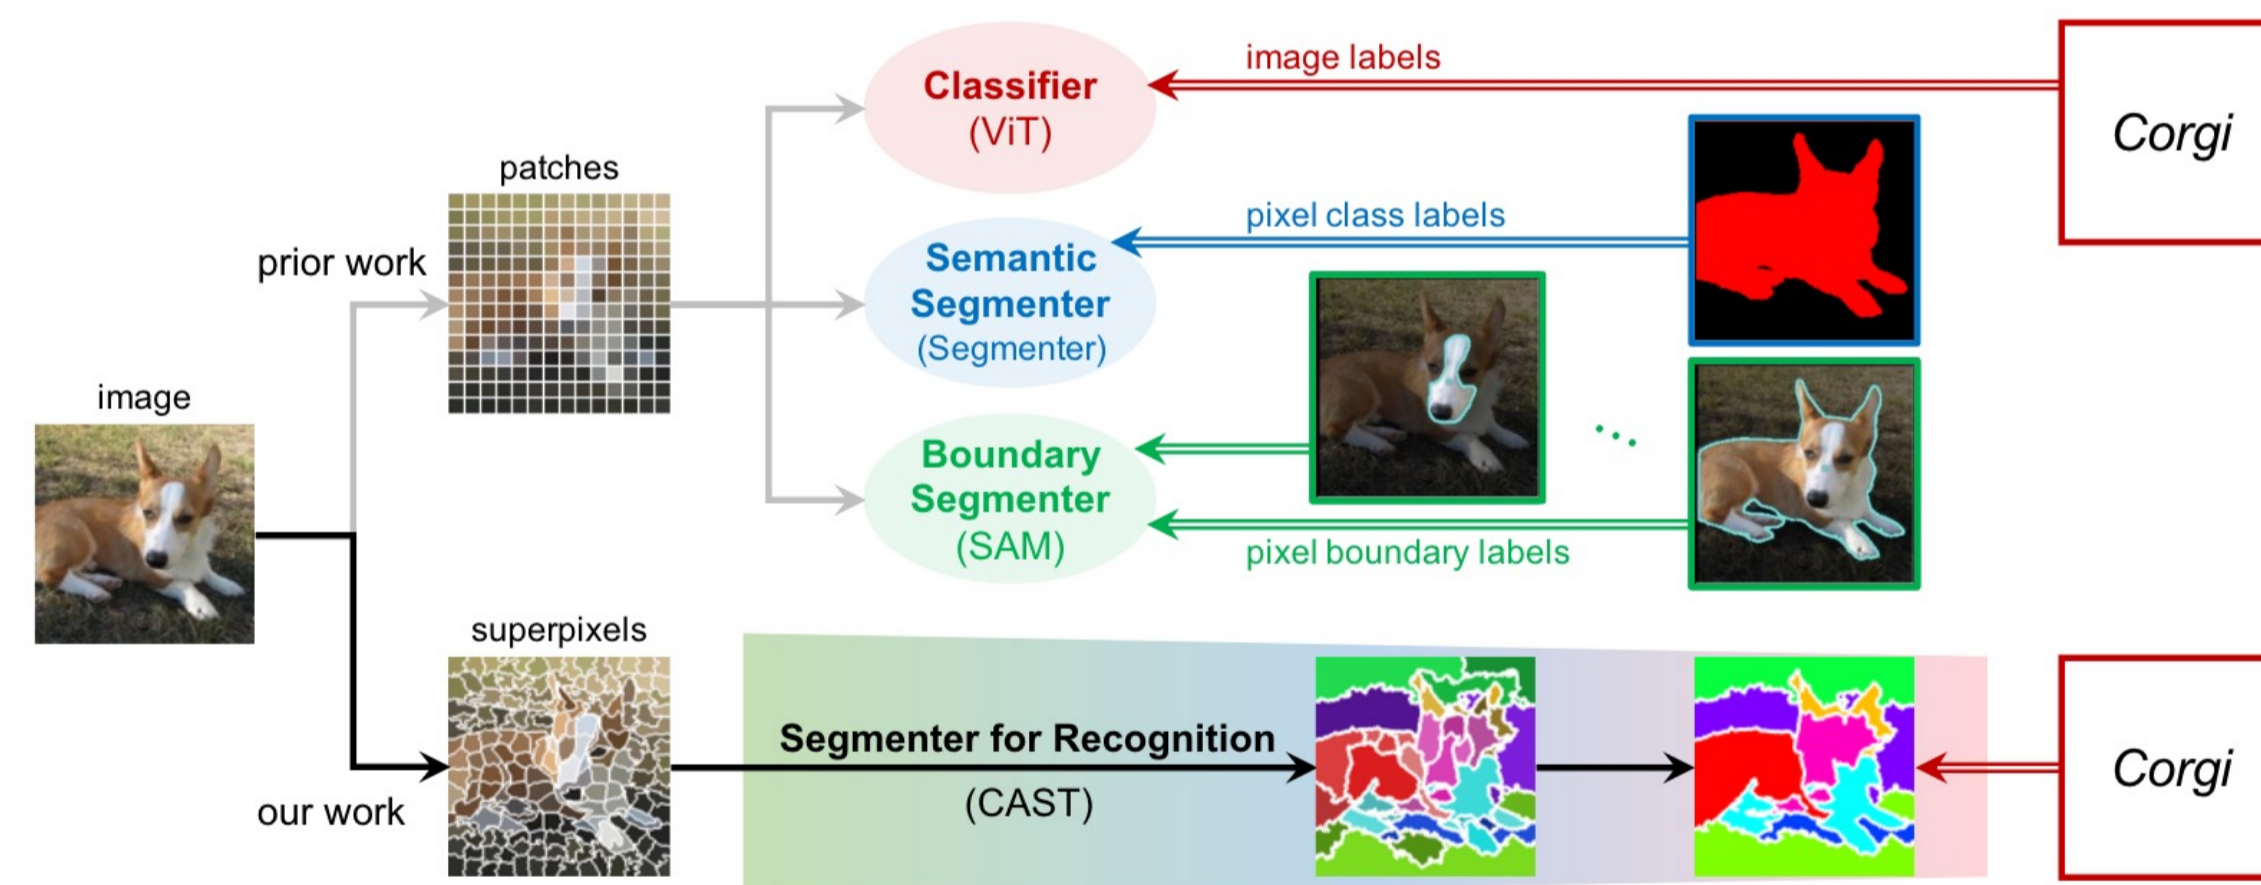 image labels
Classifier
(ViT)
Corgi
patches
pixel class labels
prior work
Semantic
Segmenter
(Segmenter)
image
Boundary
Segmenter
(SAM)
pixel boundary labels
superpixels
Segmenter for Recognition
(CAST)
Corgi
our work